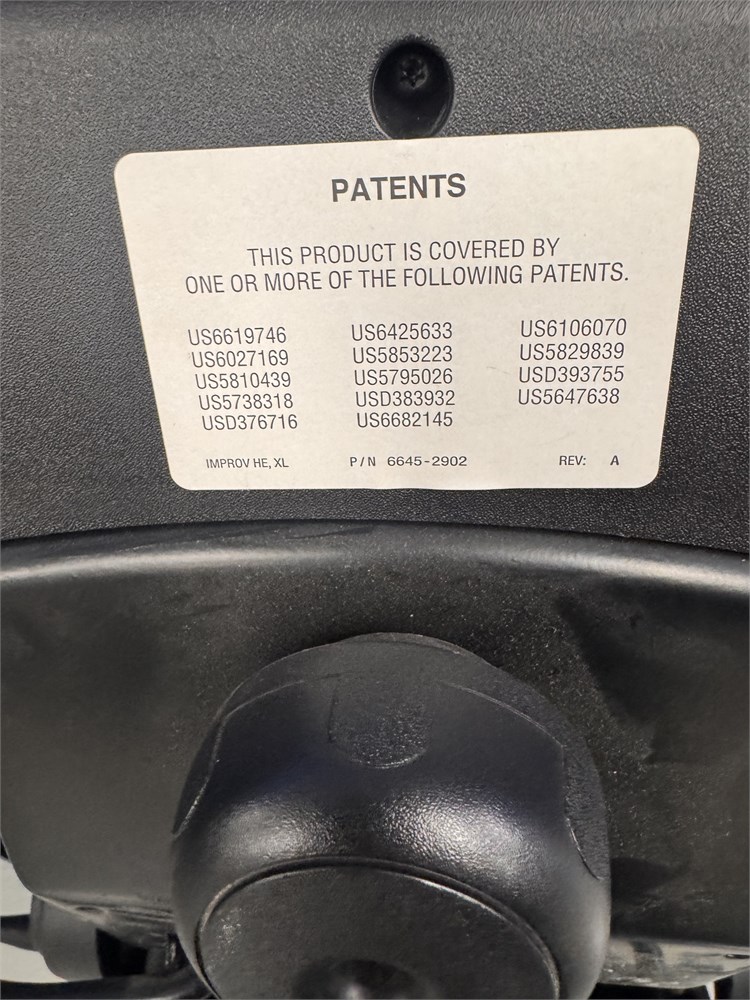 PATENTS
THIS PRODUCT IS COVERED BY
ONE OR MORE OF THE FOLLOWING PATENTS.
US6619746 US6425633 US6106070
US6027169 US5853223 US5829839
US5810439 US5795026 USD393755
US5738318 USD383932 US5647638
USD376716 US6682145
IMPROV HE, XL P/N 6645-2902 REV: A